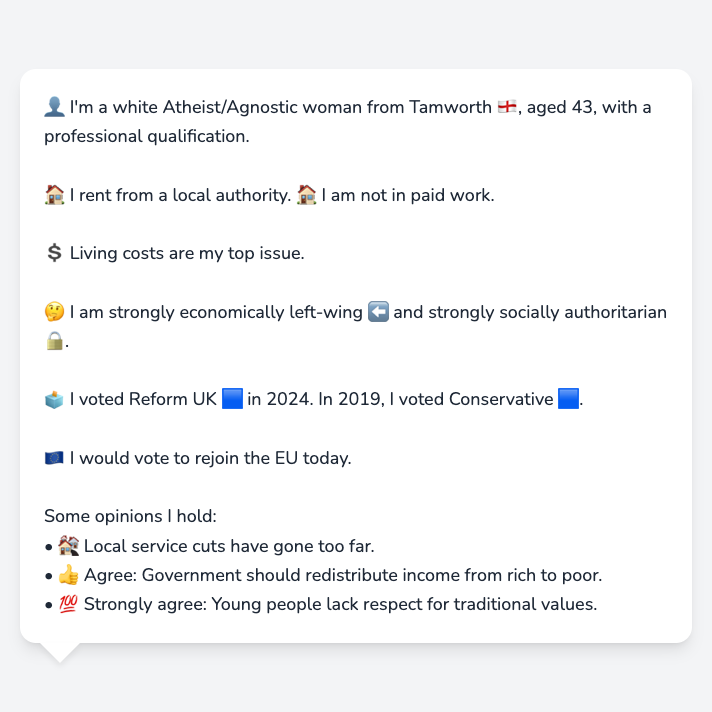 👤 I'm a white Atheist/Agnostic woman from Tamworth 🏴󠁧󠁢󠁥󠁮󠁧󠁿, aged 43, with a
professional qualification.
🏠 I rent from a local authority. 🏠 I am not in paid work.
💲 Living costs are my top issue.
🤔 I am strongly economically left-wing ⬅️ and strongly socially authoritarian
🔒.
🗳️ I voted Reform UK 🟦 in 2024. In 2019, I voted Conservative 🟦.
🇪🇺 I would vote to rejoin the EU today.
Some opinions I hold:
• 🏚️ Local service cuts have gone too far.
• 👍 Agree: Government should redistribute income from rich to poor.
• 💯 Strongly agree: Young people lack respect for traditional values.